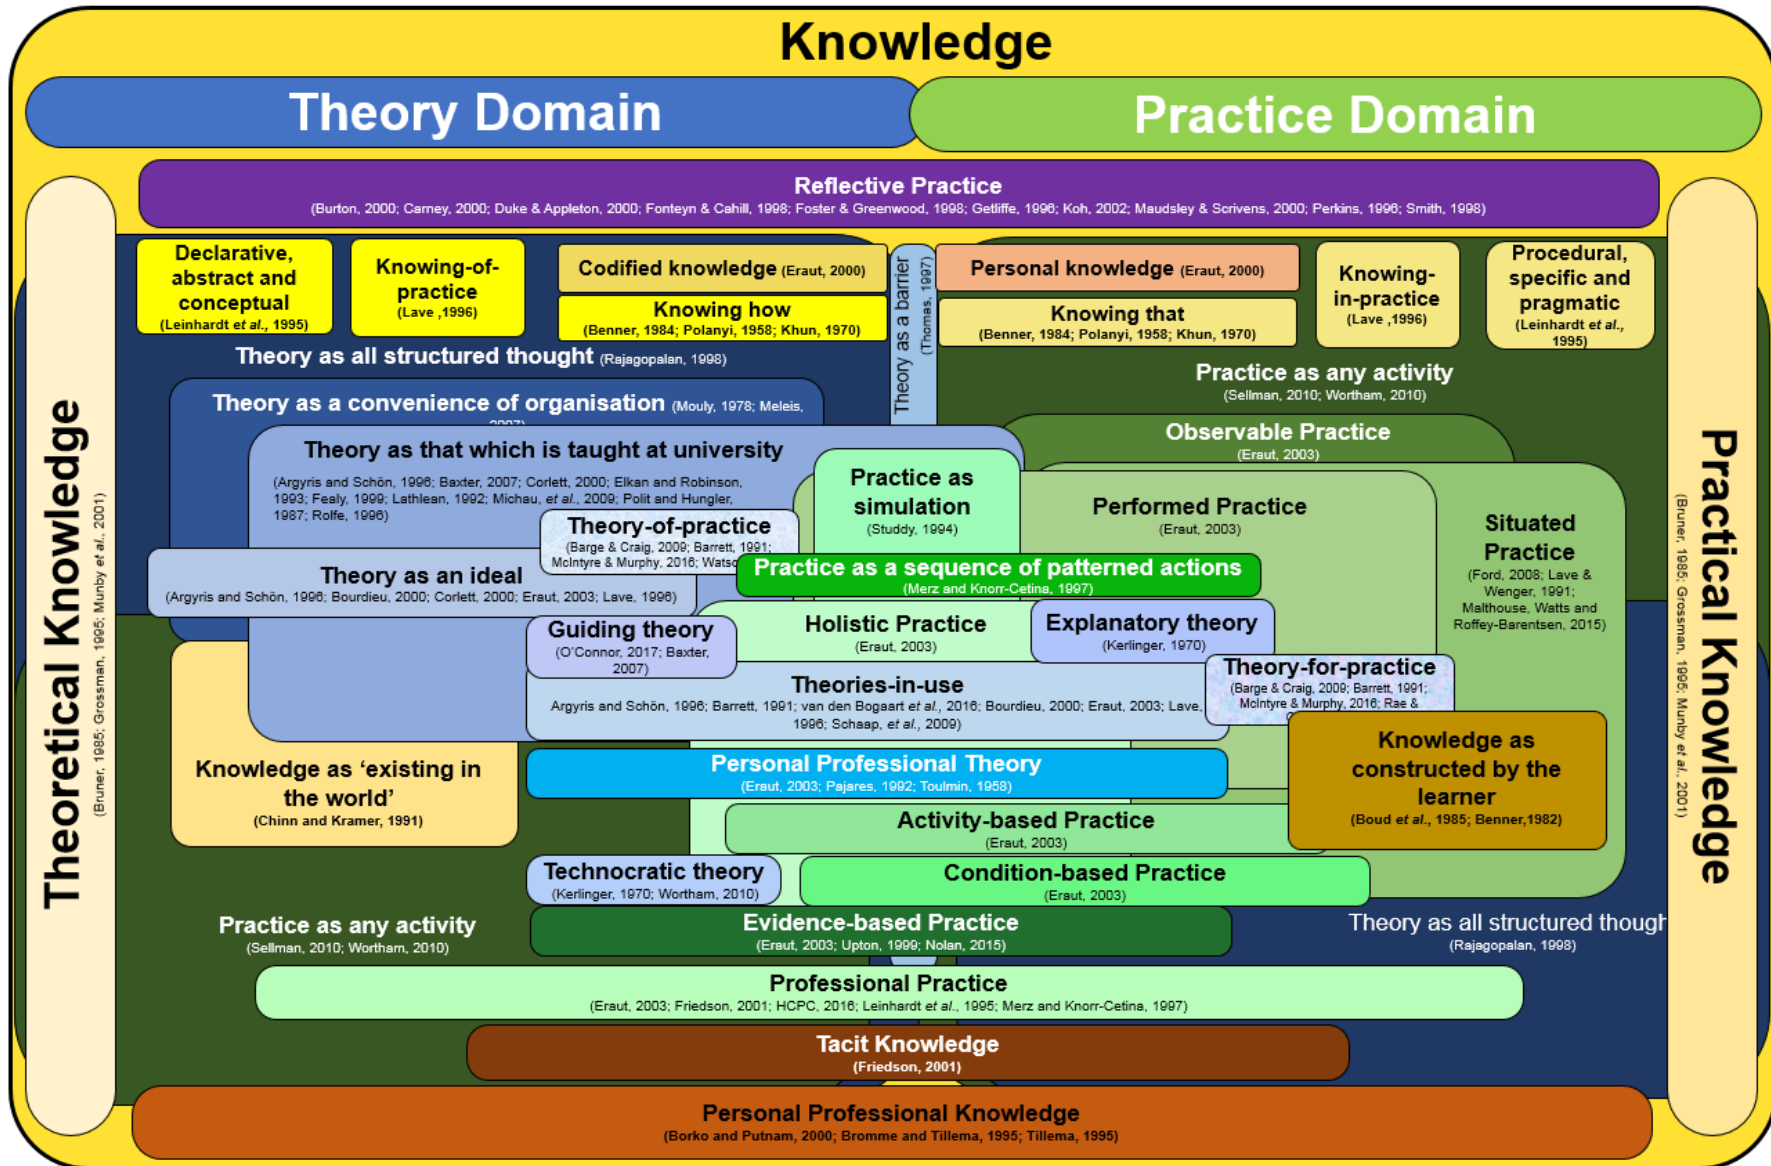 Knowledge
Theory Domain
Practice Domain
Reflective Practice
(Burton, 2000; Carney, 2000; Duke & Appleton, 2000; Fonteyn & Cahill, 1998; Foster & Greenwood, 1998; Getliffe, 1996; Koh, 2002; Maudsley & Scrivens, 2000; Perkins, 1996; Smith, 1998)
Theoretical Knowledge
(Bruner, 1985; Grossman, 1995; Munby et al., 2001)
Declarative,
abstract and
conceptual
(Leinhardt et al., 1995)
Knowing-of-
practice
(Lave ,1996)
Codified knowledge (Eraut, 2000)
Knowing how
(Benner, 1984; Polanyi, 1958; Khun, 1970)
Theory as a barrier
(Thomas, 1997)
Personal knowledge (Eraut, 2000)
Knowing that
(Benner, 1984; Polanyi, 1958; Khun, 1970)
Knowing-
in-practice
(Lave ,1996)
Procedural,
specific and
pragmatic
(Leinhardt et al.,
1995)
Practical Knowledge
(Bruner, 1985; Grossman, 1995; Munby et al., 2001)
Theory as all structured thought (Rajagopalan, 1998)
Practice as any activity
(Sellman, 2010; Wortham, 2010)
Theory as a convenience of organisation (Mouly, 1978; Meleis,
2007)
Observable Practice
(Eraut, 2003)
Theory as that which is taught at university
(Argyris and Schön, 1996; Baxter, 2007; Corlett, 2000; Elkan and Robinson,
1993; Fealy, 1999; Lathlean, 1992; Michau, et al., 2009; Polit and Hungler,
1987; Rolfe, 1996)
Practice as
simulation
(Studdy, 1994)
Performed Practice
(Eraut, 2003)
Situated
Practice
(Ford, 2008; Lave &
Wenger, 1991;
Malthouse, Watts and
Roffey-Barentsen, 2015)
Theory-of-practice
(Barge & Craig, 2009; Barrett, 1991;
McIntyre & Murphy, 2016;
Practice as a sequence of patterned actions
(Merz and Knorr-Cetina, 1997)
Theory as an ideal
(Argyris and Schön, 1996; Bourdieu, 2000; Corlett, 2000; Eraut, 2003; Lave, 1996)
Guiding theory
(O'Connor, 2017; Baxter,
2007)
Holistic Practice
(Eraut, 2003)
Explanatory theory
(Kerlinger, 1970)
Theory-for-practice
(Barge & Craig, 2009; Barrett, 1991;
McIntyre & Murphy, 2016; Rae &
Theories-in-use
Argyris and Schön, 1996; Barrett, 1991; van den Bogaart et al., 2016; Bourdieu, 2000; Eraut, 2003; Lave,
1996; Schaap, et al., 2009)
Knowledge as 'existing in
the world'
(Chinn and Kramer, 1991)
Personal Professional Theory
(Eraut, 2003; Pajares, 1992; Toulmin, 1958)
Knowledge as
constructed by the
learner
(Boud et al., 1985; Benner,1982)
Activity-based Practice
(Eraut, 2003)
Technocratic theory
(Kerlinger, 1970; Wortham, 2010)
Condition-based Practice
(Eraut, 2003)
Practice as any activity
(Sellman, 2010; Wortham, 2010)
Evidence-based Practice
(Eraut, 2003; Upton, 1999; Nolan, 2015)
Theory as all structured though
(Rajagopalan, 1998)
Professional Practice
(Eraut, 2003; Friedson, 2001; HCPC, 2016; Leinhardt et al., 1995; Merz and Knorr-Cetina, 1997)
Tacit Knowledge
(Friedson, 2001)
Personal Professional Knowledge
(Borko and Putnam, 2000; Bromme and Tillema, 1995; Tillema, 1995)